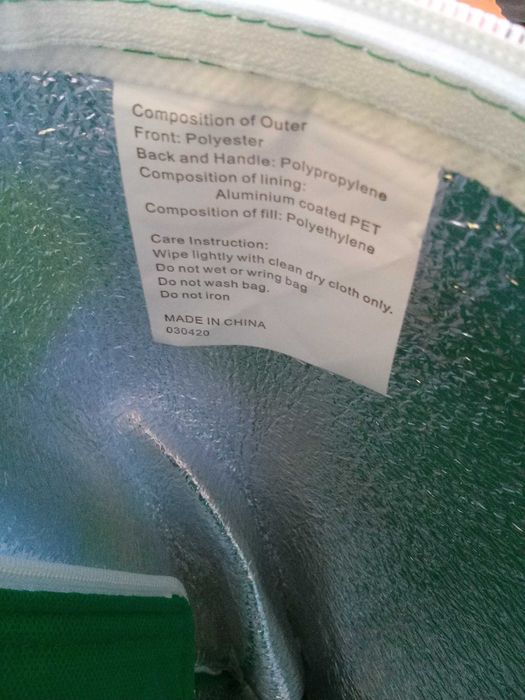 Composition of Outer
Front: Polyester
Back and Handle: Polypropylene
Composition of lining:
Aluminium coated PET
Composition of fill: Polyethylene
Care Instruction:
Wipe lightly with clean dry cloth only.
Do not wet or wring bag
Do not wash bag.
Do not iron
MADE IN CHINA
030420